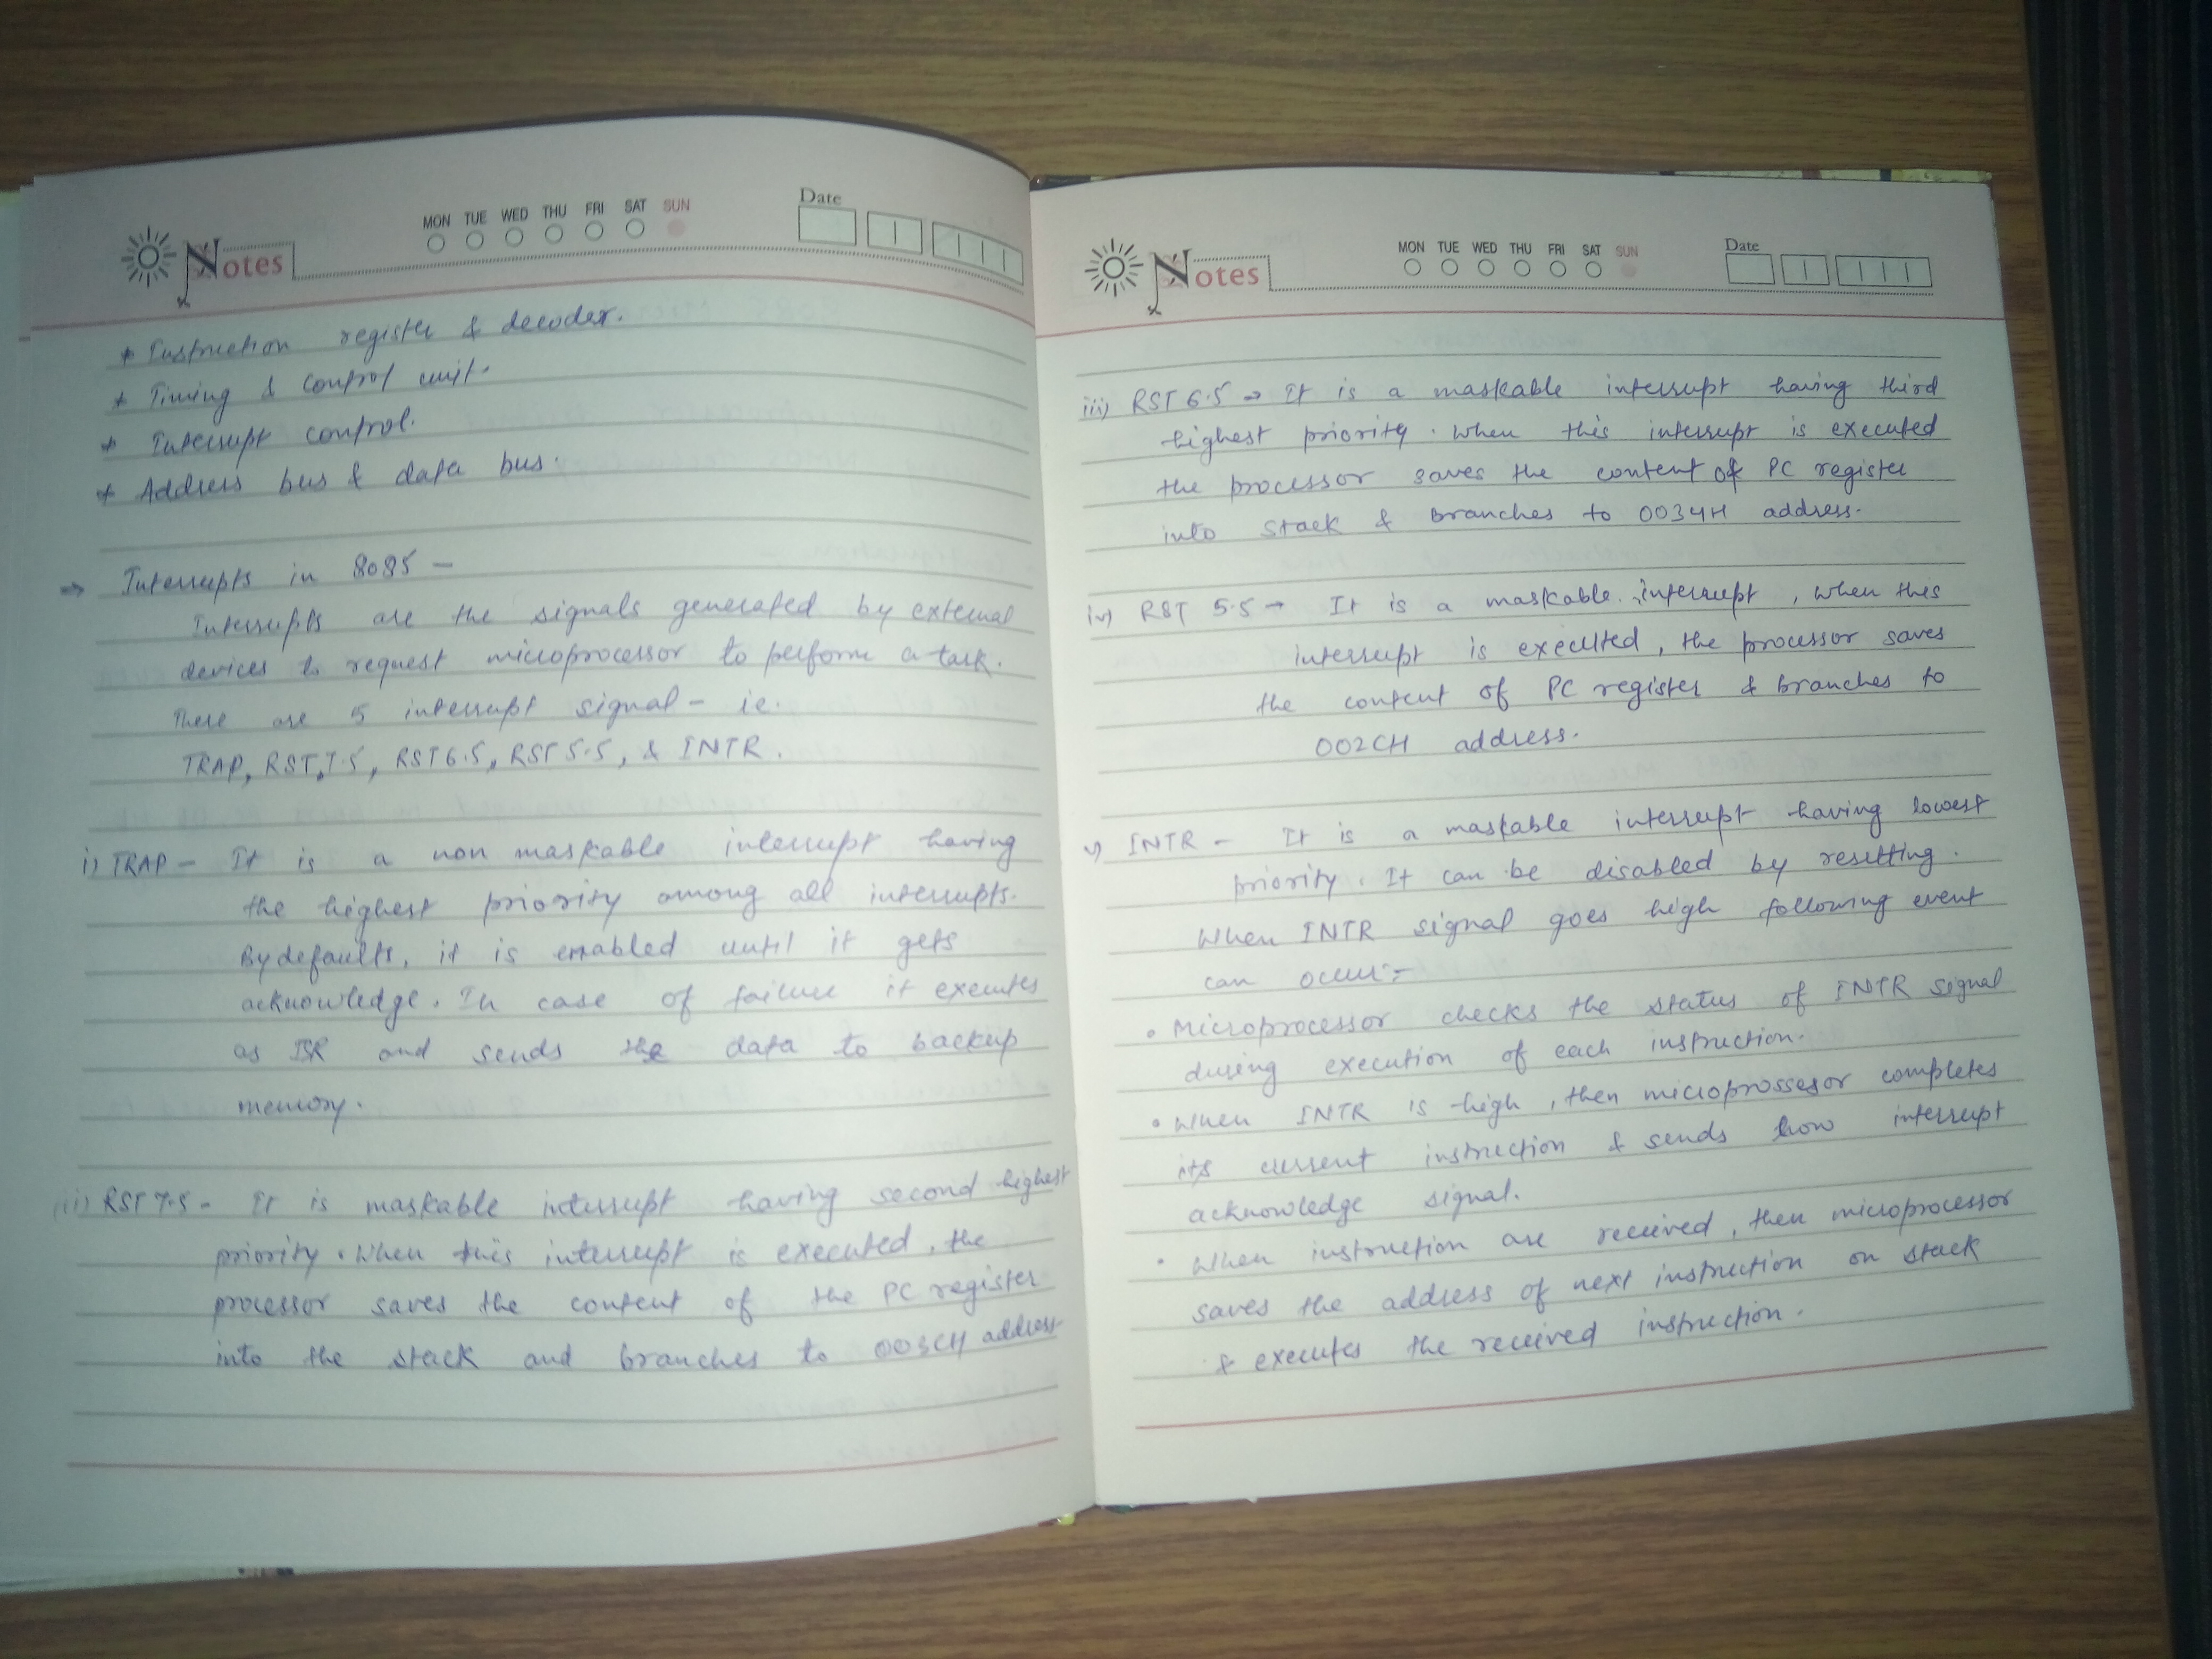 Notes
MON TUE WED THU FRI SAT SUN
Date
* Instruction register & decoder.
* Timing & control unit.
* Interrupt control.
* Address bus & data bus.
⇒ Interrupts in 8085 —
Interrupts are the signals generated by external
devices to request microprocessor to perform a task.
There are 5 interrupt signal - ie.
TRAP, RST 7.5, RST 6.5, RST 5.5, & INTR.
i) TRAP - It is a non maskable interrupt having
the highest priority among all interrupts.
By defaults, it is enabled until it gets
acknowledge. In case of failure it executes
as ISR and sends the data to backup
memory.
ii) RST 7.5 - It is maskable interrupt having second highest
priority. When this interrupt is executed, the
processor saves the content of the PC register
into the stack and branches to 003CH address
Notes
MON TUE WED THU FRI SAT SUN
Date
iii) RST 6.5 → It is a maskable interrupt having third
highest priority. When this interrupt is executed
the processor saves the content of PC register
into stack & branches to 0034H address.
iv) RST 5.5 → It is a maskable interrupt, when this
interrupt is executed, the processor saves
the content of PC register & branches to
002CH address.
v) INTR - It is a maskable interrupt having lowest
priority. It can be disabled by resetting.
When INTR signal goes high following event
can occur:-
• Microprocessor checks the status of INTR signal
during execution of each instruction.
• When INTR is high, then microprossesor completes
its current instruction & sends how interrupt
acknowledge signal.
• When instruction are received, then microprocessor
saves the address of next instruction on stack
& executes the received instruction.